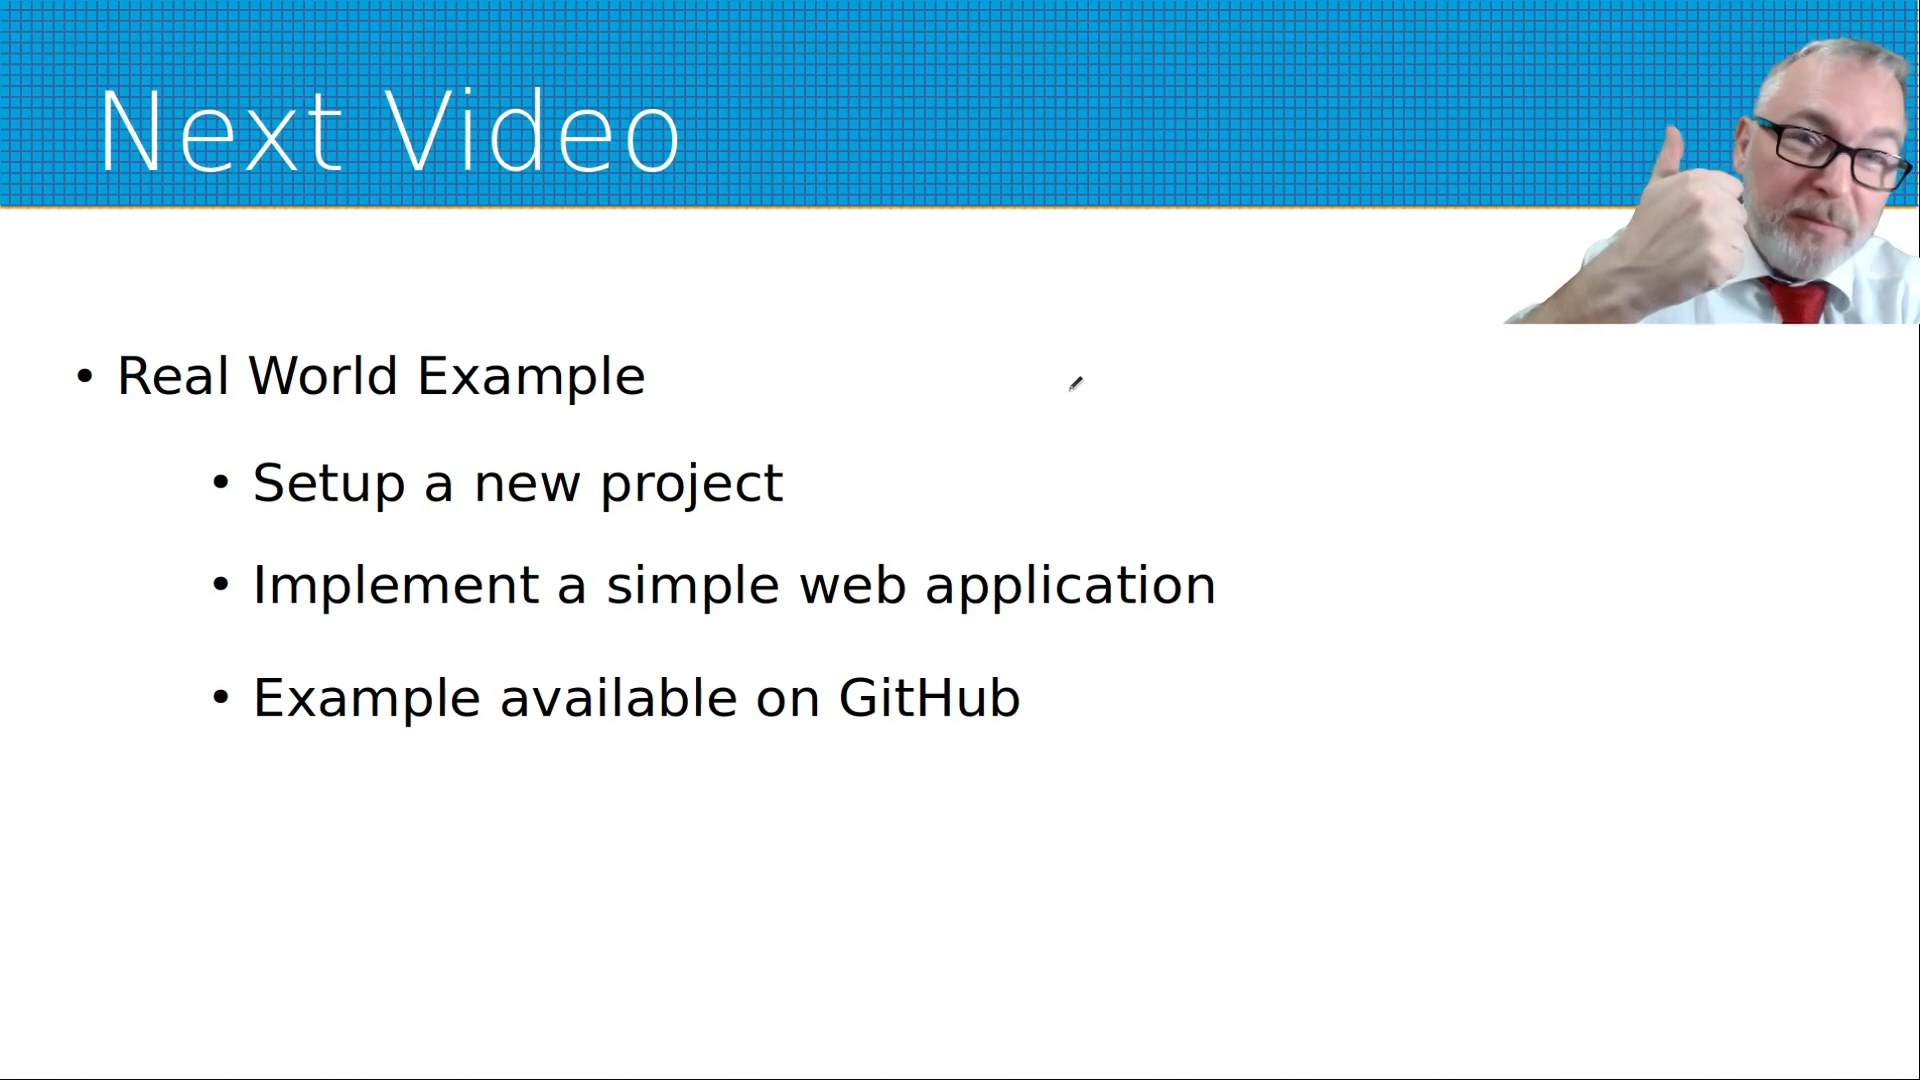 Next Video
• Real World Example
• Setup a new project
• Implement a simple web application
• Example available on GitHub